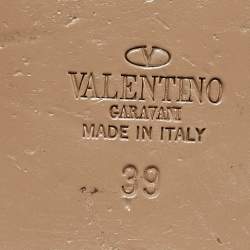 V
VALENTINO
GARAVANI
MADE IN ITALY
39